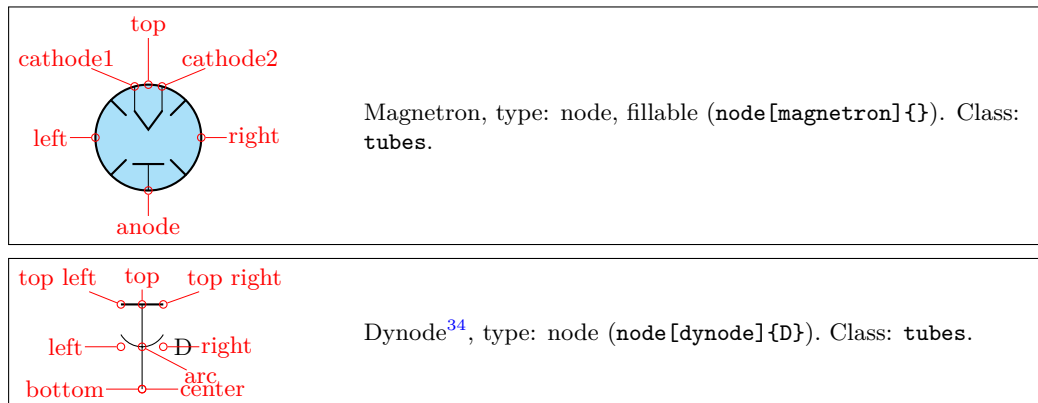 top
cathode1 cathode2
Magnetron, type: node, fillable (node[magnetron]{}). Class:
tubes.
left right
anode
top left top top right
Dynode34, type: node (node[dynode]{D}). Class: tubes.
left D right
arc
bottom center